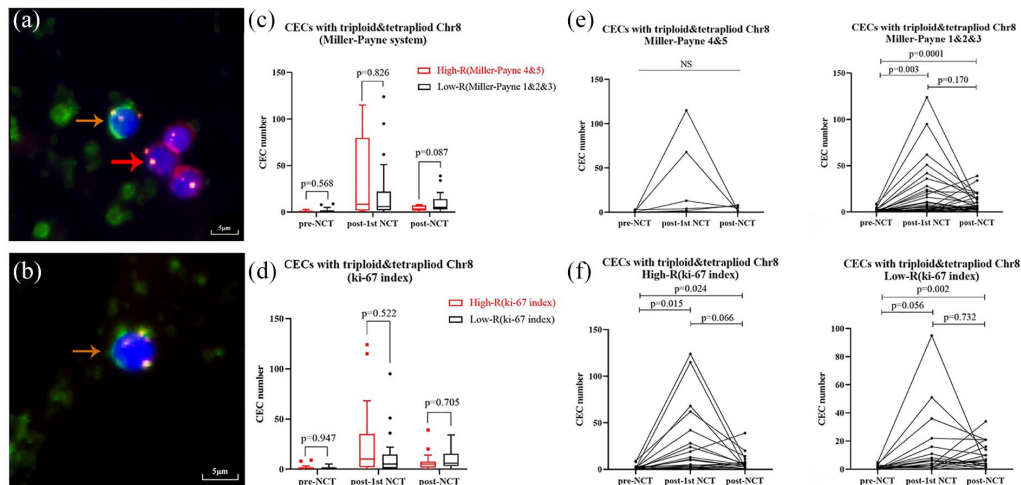 (a)
5μm
(b)
5μm
(c)
CECs with triploid&tetrapliod Chr8
(Miller-Payne system)
High-R(Miller-Payne 4&5)
Low-R(Miller-Payne 1&2&3)
p=0.826
p=0.568
p=0.087
CEC number
150
100
50
0
pre-NCT
post-1st NCT
post-NCT
(d)
CECs with triploid&tetrapliod Chr8
(ki-67 index)
High-R(ki-67 index)
Low-R(ki-67 index)
p=0.522
p=0.947
p=0.705
CEC number
150
100
50
0
pre-NCT
post-1st NCT
post-NCT
(e)
CECs with triploid&tetrapliod Chr8
Miller-Payne 4&5
NS
CEC number
150
100
50
0
pre-NCT
post-1st NCT
post-NCT
CECs with triploid&tetrapliod Chr8
Miller-Payne 1&2&3
p=0.0001
p=0.003
p=0.170
CEC number
150
100
50
0
pre-NCT
post-1st NCT
post-NCT
(f)
CECs with triploid&tetrapliod Chr8
High-R(ki-67 index)
p=0.024
p=0.015
p=0.066
CEC number
150
100
50
0
pre-NCT
post-1st NCT
post-NCT
CECs with triploid&tetrapliod Chr8
Low-R(ki-67 index)
p=0.002
p=0.056
p=0.732
CEC number
100
80
60
40
20
0
pre-NCT
post-1st NCT
post-NCT